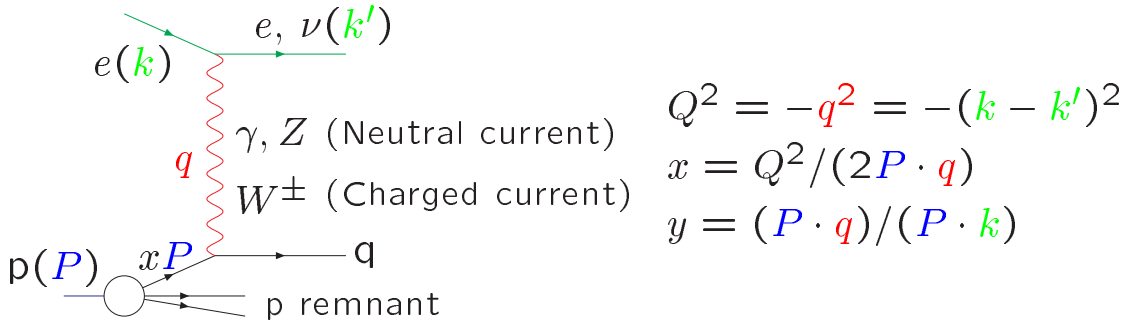 e, ν(k′)
e(k)
γ, Z (Neutral current)
q
W± (Charged current)
p(P)
xP
q
p remnant
Q² = −q² = −(k − k′)²
x = Q²/(2P · q)
y = (P · q)/(P · k)